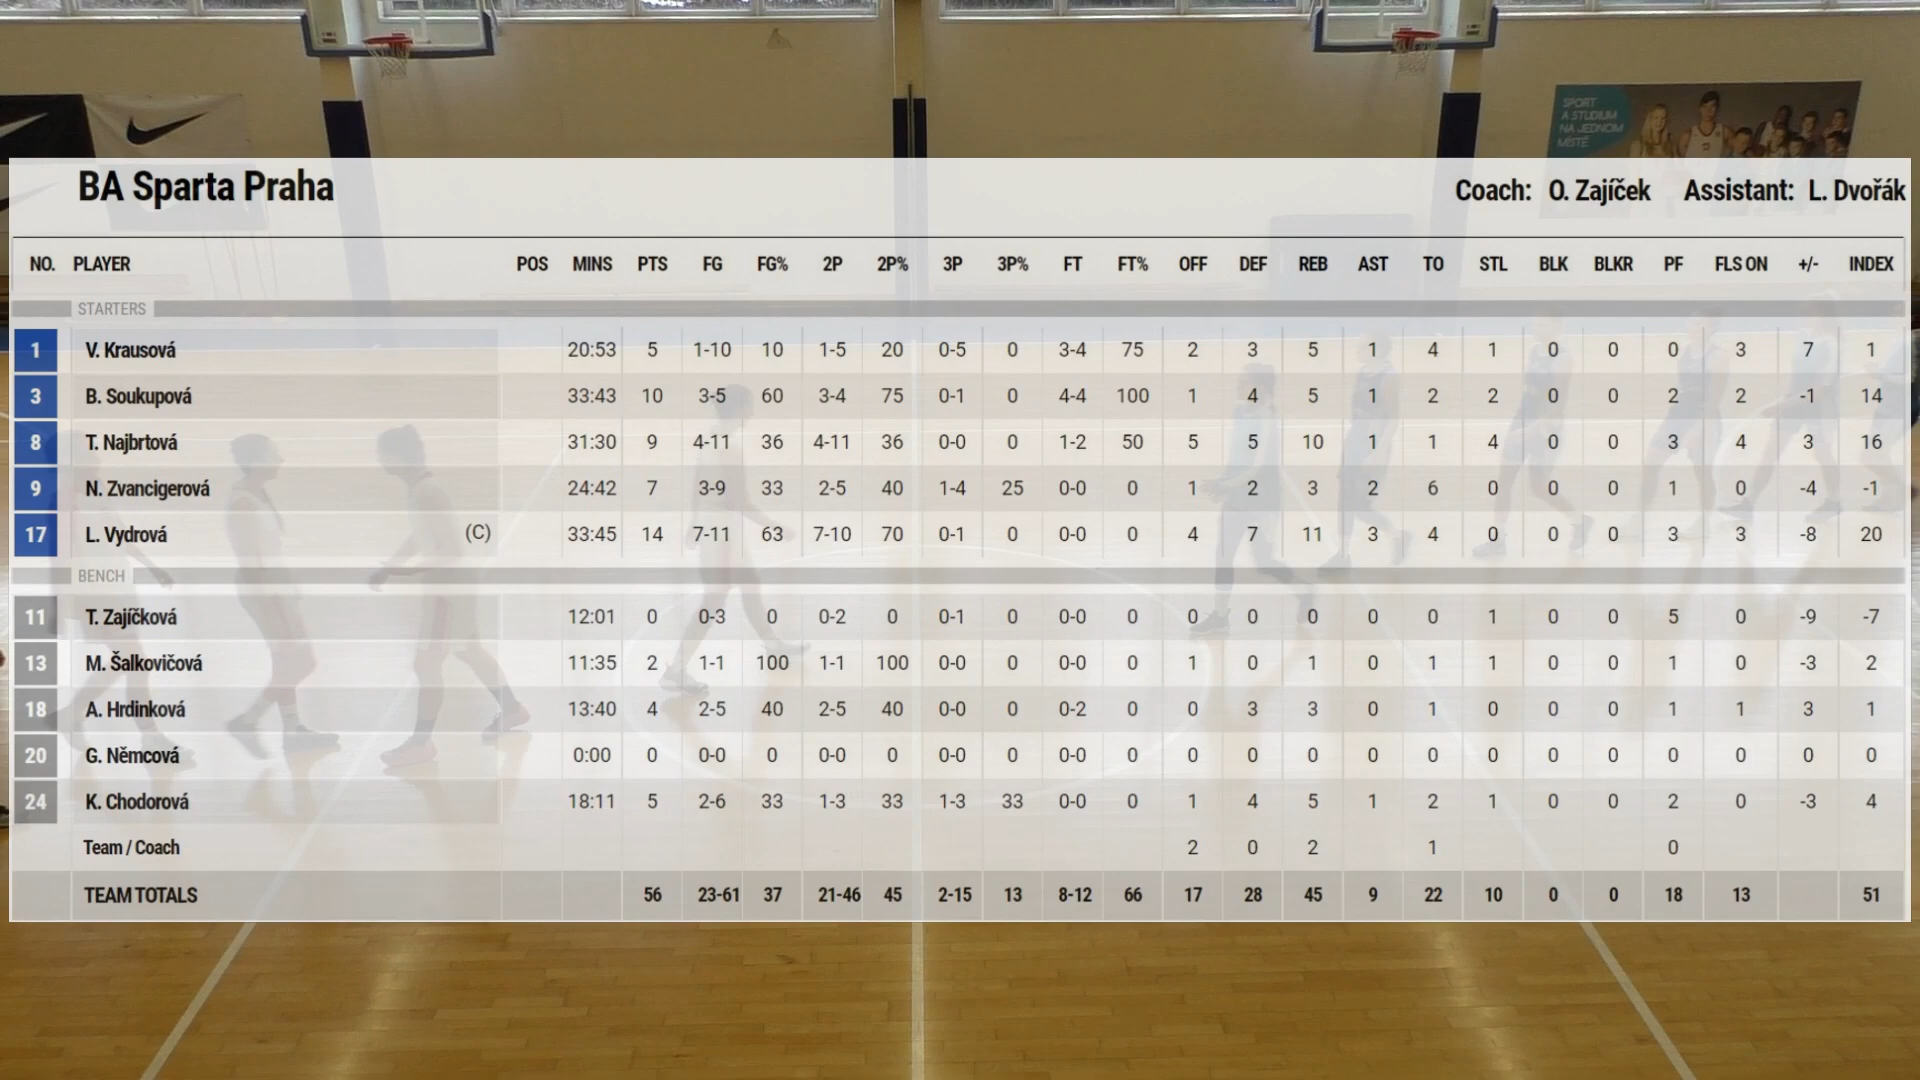 SPORT
A STUDIUM
NA JEDNOM
MÍSTĚ
BA Sparta Praha Coach: O. Zajíček Assistant: L. Dvořák
NO. PLAYER POS MINS PTS FG FG% 2P 2P% 3P 3P% FT FT% OFF DEF REB AST TO STL BLK BLKR PF FLS ON +/- INDEX
STARTERS
1 V. Krausová 20:53 5 1-10 10 1-5 20 0-5 0 3-4 75 2 3 5 1 4 1 0 0 0 3 7 1
3 B. Soukupová 33:43 10 3-5 60 3-4 75 0-1 0 4-4 100 1 4 5 1 2 2 0 0 2 2 -1 14
8 T. Najbrtová 31:30 9 4-11 36 4-11 36 0-0 0 1-2 50 5 5 10 1 1 4 0 0 3 4 3 16
9 N. Zvancigerová 24:42 7 3-9 33 2-5 40 1-4 25 0-0 0 1 2 3 2 6 0 0 0 1 0 -4 -1
17 L. Vydrová (C) 33:45 14 7-11 63 7-10 70 0-1 0 0-0 0 4 7 11 3 4 0 0 0 3 3 -8 20
BENCH
11 T. Zajíčková 12:01 0 0-3 0 0-2 0 0-1 0 0-0 0 0 0 0 0 0 1 0 0 5 0 -9 -7
13 M. Šalkovičová 11:35 2 1-1 100 1-1 100 0-0 0 0-0 0 1 0 1 0 1 1 0 0 1 0 -3 2
18 A. Hrdinková 13:40 4 2-5 40 2-5 40 0-0 0 0-2 0 0 3 3 0 1 0 0 0 1 1 3 1
20 G. Němcová 0:00 0 0-0 0 0-0 0 0-0 0 0-0 0 0 0 0 0 0 0 0 0 0 0 0 0
24 K. Chodorová 18:11 5 2-6 33 1-3 33 1-3 33 0-0 0 1 4 5 1 2 1 0 0 2 0 -3 4
Team / Coach 2 0 2 1 0
TEAM TOTALS 56 23-61 37 21-46 45 2-15 13 8-12 66 17 28 45 9 22 10 0 0 18 13 51